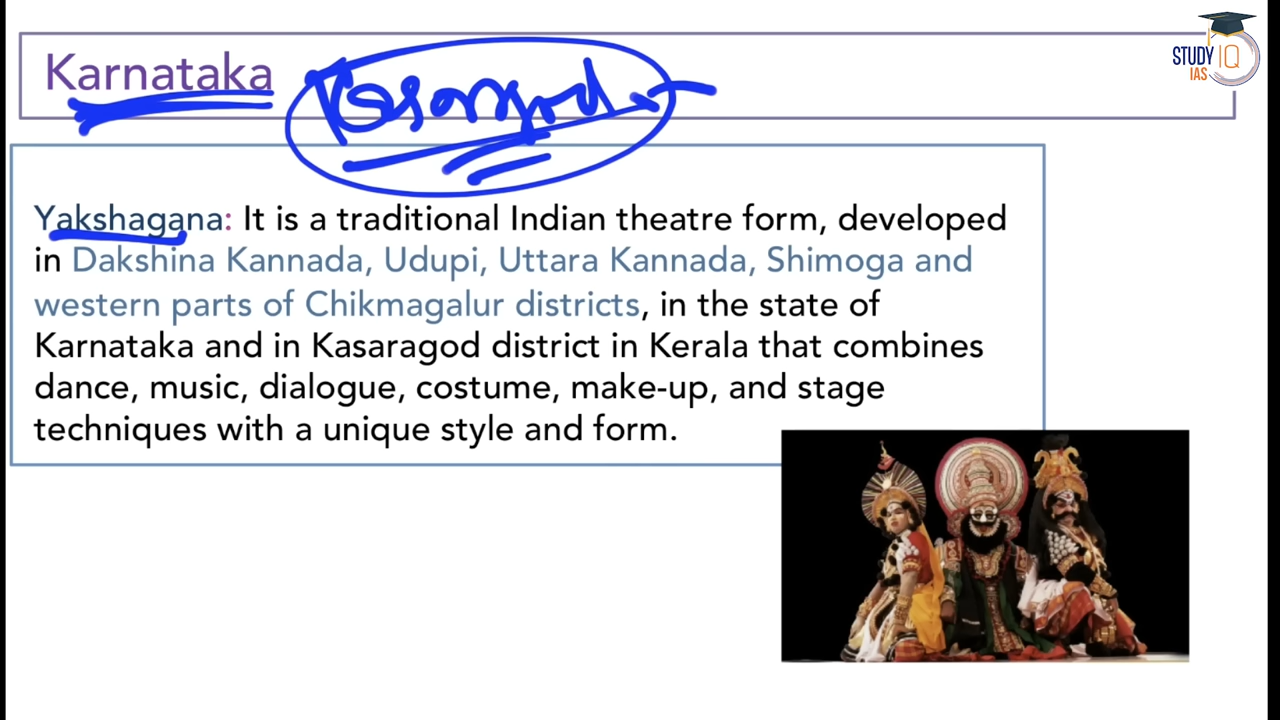 STUDY IQ
IAS
Karnataka
Kasaragod
Yakshagana: It is a traditional Indian theatre form, developed
in Dakshina Kannada, Udupi, Uttara Kannada, Shimoga and
western parts of Chikmagalur districts, in the state of
Karnataka and in Kasaragod district in Kerala that combines
dance, music, dialogue, costume, make-up, and stage
techniques with a unique style and form.